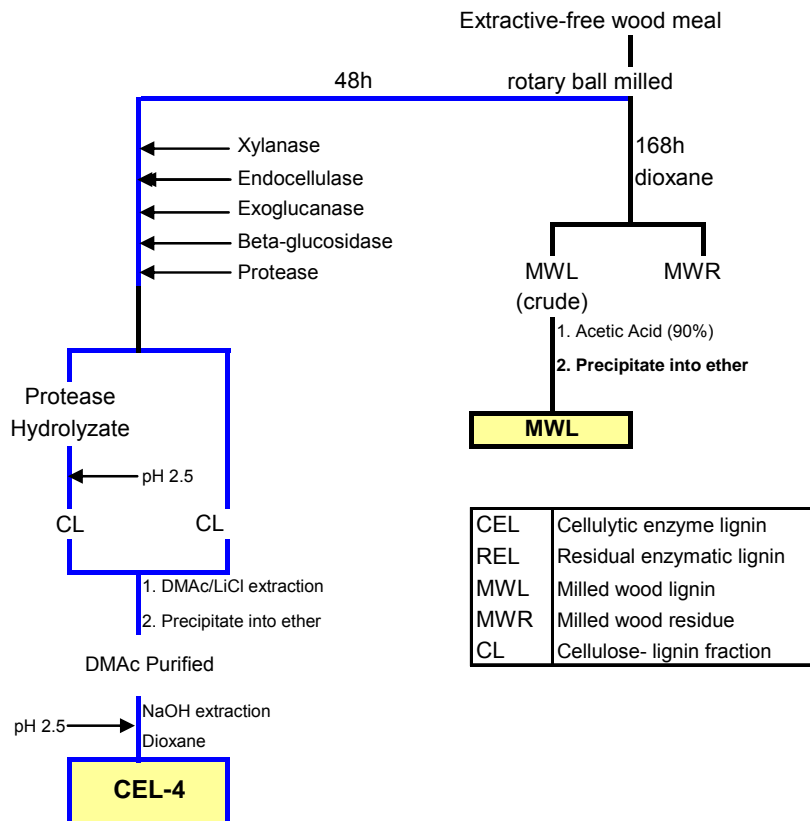 Extractive-free wood meal
48h
rotary ball milled
Xylanase
Endocellulase
Exoglucanase
Beta-glucosidase
Protease
168h
dioxane
MWL
(crude)
MWR
1. Acetic Acid (90%)
2. Precipitate into ether
MWL
Protease
Hydrolyzate
pH 2.5
CL
CL
1. DMAc/LiCl extraction
2. Precipitate into ether
DMAc Purified
NaOH extraction
pH 2.5
Dioxane
CEL-4
CEL Cellulytic enzyme lignin
REL Residual enzymatic lignin
MWL Milled wood lignin
MWR Milled wood residue
CL Cellulose- lignin fraction